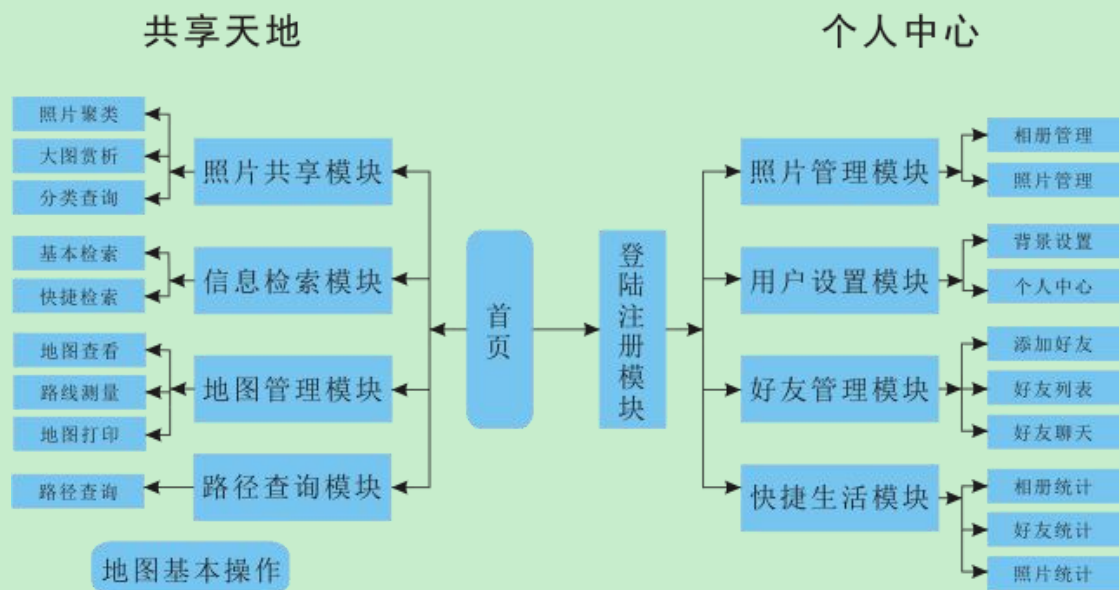 共享天地
个人中心
照片聚类
大图赏析
分类查询
照片共享模块
基本检索
快捷检索
信息检索模块
地图查看
路线测量
地图打印
地图管理模块
路径查询
路径查询模块
地图基本操作
首页
登陆注册模块
照片管理模块
相册管理
照片管理
用户设置模块
背景设置
个人中心
好友管理模块
添加好友
好友列表
好友聊天
快捷生活模块
相册统计
好友统计
照片统计